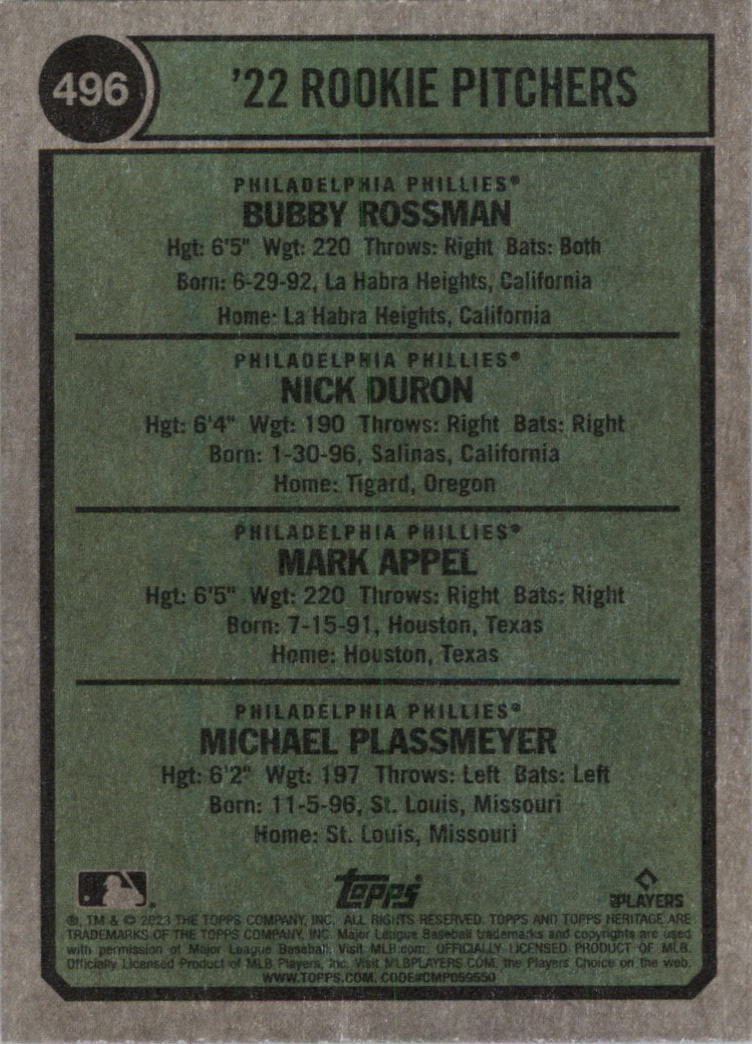 496
'22 ROOKIE PITCHERS
PHILADELPHIA PHILLIES®
BUBBY ROSSMAN
Hgt: 6'5" Wgt: 220 Throws: Right Bats: Both
Born: 6-29-92, La Habra Heights, California
Home: La Habra Heights, California
PHILADELPHIA PHILLIES®
NICK DURON
Hgt: 6'4" Wgt: 190 Throws: Right Bats: Right
Born: 1-30-96, Salinas, California
Home: Tigard, Oregon
PHILADELPHIA PHILLIES®
MARK APPEL
Hgt: 6'5" Wgt: 220 Throws: Right Bats: Right
Born: 7-15-91, Houston, Texas
Home: Houston, Texas
PHILADELPHIA PHILLIES®
MICHAEL PLASSMEYER
Hgt: 6'2" Wgt: 197 Throws: Left Bats: Left
Born: 11-5-96, St. Louis, Missouri
Home: St. Louis, Missouri
topps
PLAYERS
®, TM & © 2023 THE TOPPS COMPANY, INC. ALL RIGHTS RESERVED. TOPPS AND TOPPS HERITAGE ARE
TRADEMARKS OF THE TOPPS COMPANY, INC. Major League Baseball trademarks and copyrights are used
with permission of Major League Baseball. Visit MLB.com. OFFICIALLY LICENSED PRODUCT OF MLB
Officially Licensed Product of MLB Players, Inc. Visit MLBPLAYERS.COM, the Players Choice on the web.
WWW.TOPPS.COM. CODE#CMP059550